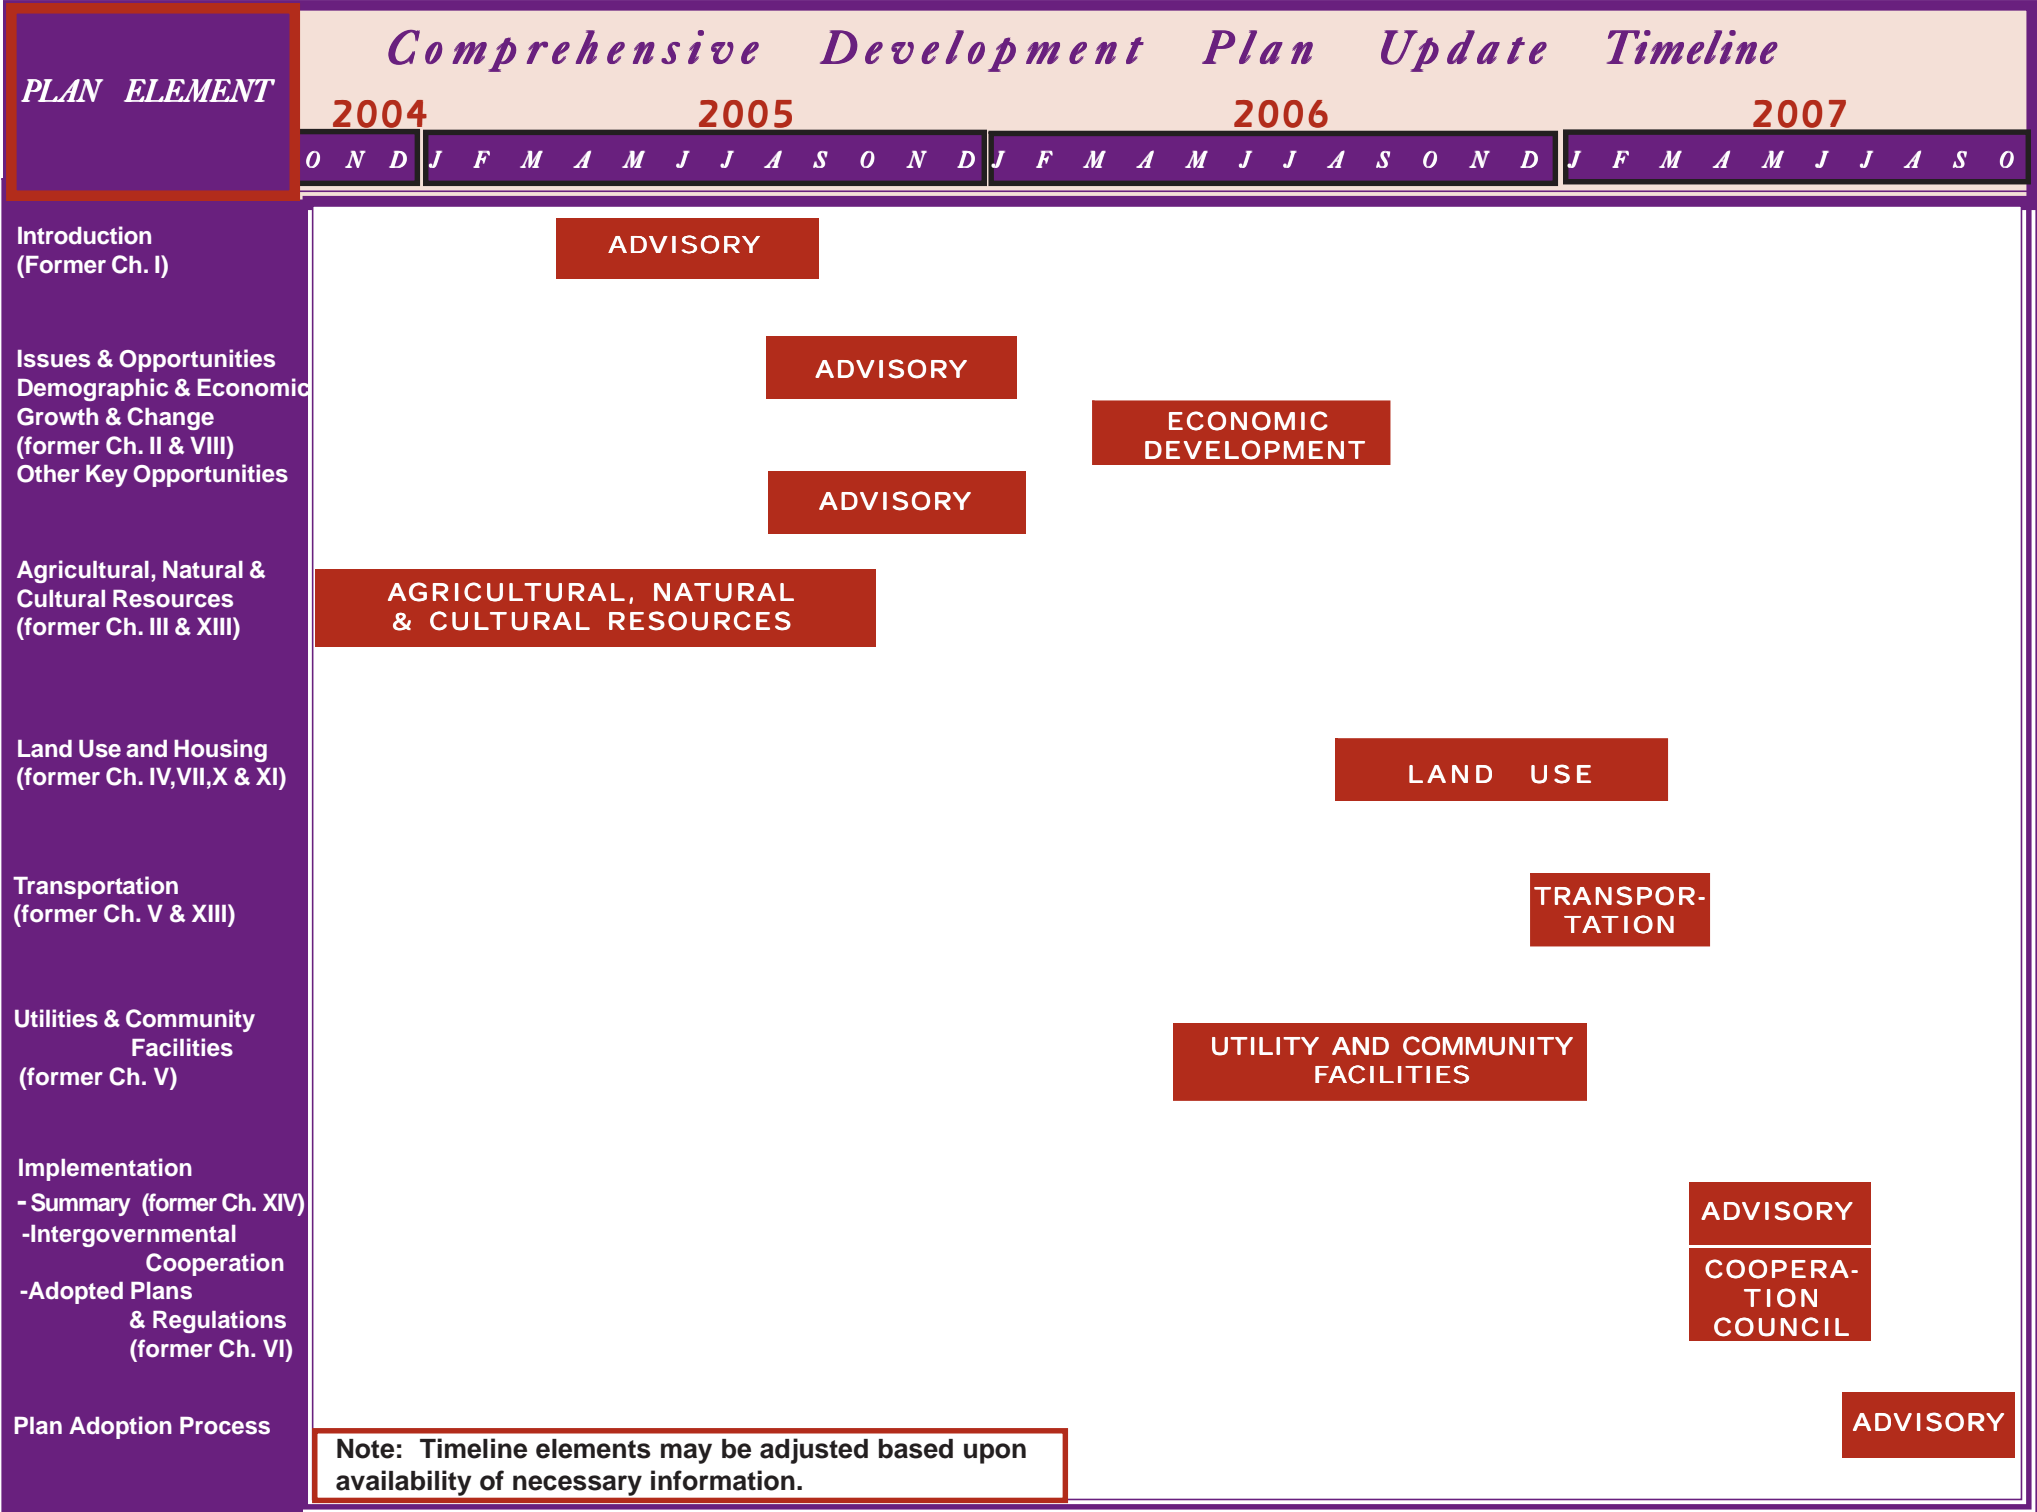 Comprehensive Development Plan Update Timeline
PLAN ELEMENT
2004 2005 2006 2007
O N D J F M A M J J A S O N D J F M A M J J A S O N D J F M A M J J A S O
Introduction
(Former Ch. I)
ADVISORY
Issues & Opportunities
Demographic & Economic
Growth & Change
(former Ch. II & VIII)
Other Key Opportunities
ADVISORY
ECONOMIC
DEVELOPMENT
ADVISORY
Agricultural, Natural &
Cultural Resources
(former Ch. III & XIII)
AGRICULTURAL, NATURAL
& CULTURAL RESOURCES
Land Use and Housing
(former Ch. IV,VII,X & XI)
LAND USE
Transportation
(former Ch. V & XIII)
TRANSPOR-
TATION
Utilities & Community
Facilities
(former Ch. V)
UTILITY AND COMMUNITY
FACILITIES
Implementation
- Summary (former Ch. XIV)
-Intergovernmental
Cooperation
-Adopted Plans
& Regulations
(former Ch. VI)
ADVISORY
COOPERA-
TION
COUNCIL
Plan Adoption Process
ADVISORY
Note: Timeline elements may be adjusted based upon
availability of necessary information.